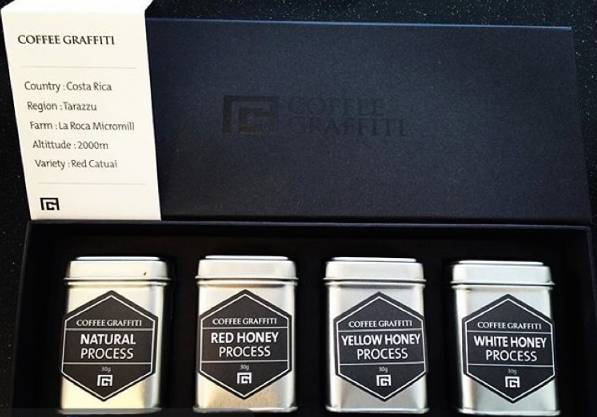 COFFEE GRAFFITI
Country : Costa Rica
Region : Tarazzu
Farm : La Roca Micromill
Altittude : 2000m
Variety : Red Catuai
COFFEE
GRAFFITI
COFFEE GRAFFITI
NATURAL
PROCESS
30g
COFFEE GRAFFITI
RED HONEY
PROCESS
30g
COFFEE GRAFFITI
YELLOW HONEY
PROCESS
30g
COFFEE GRAFFITI
WHITE HONEY
PROCESS
30g